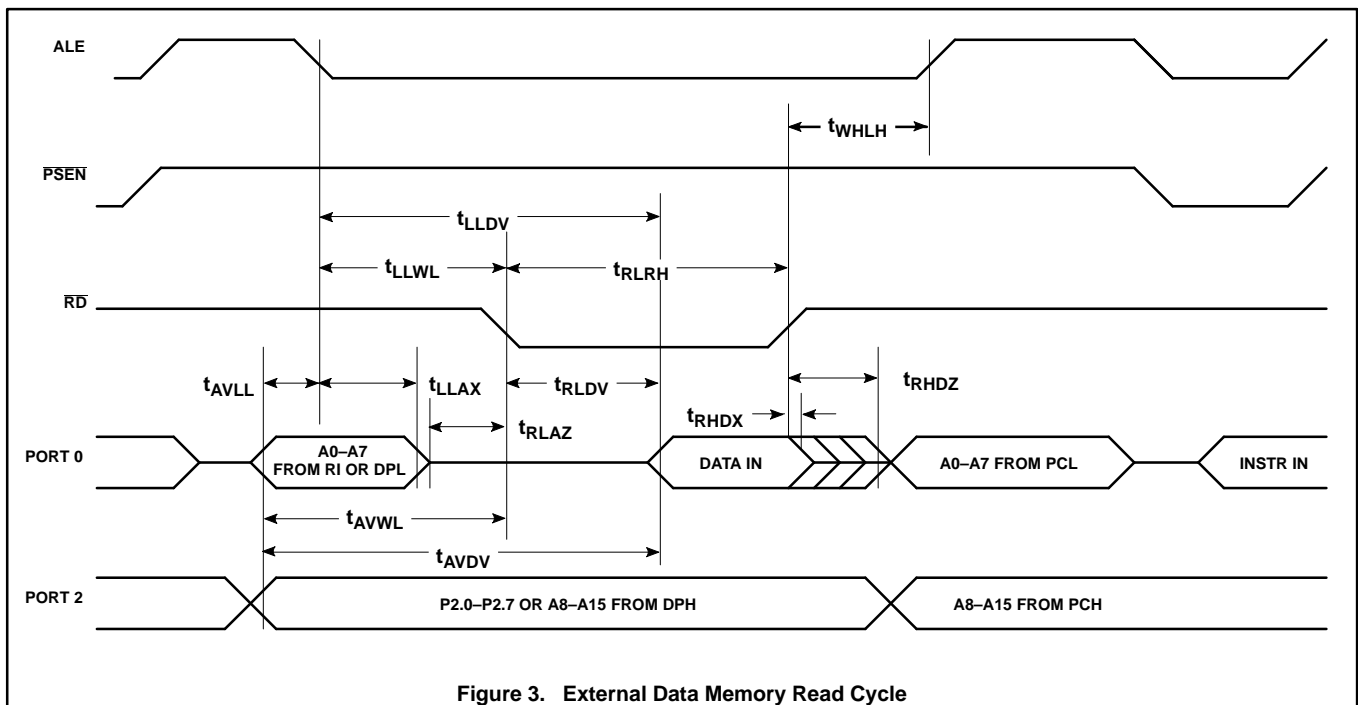 ALE
tWHLH
PSEN
tLLDV
tLLWL
tRLRH
RD
tAVLL
tLLAX
tRLDV
tRHDZ
tRHDX
tRLAZ
PORT 0
A0–A7
FROM RI OR DPL
DATA IN
A0–A7 FROM PCL
INSTR IN
tAVWL
tAVDV
PORT 2
P2.0–P2.7 OR A8–A15 FROM DPH
A8–A15 FROM PCH
Figure 3. External Data Memory Read Cycle